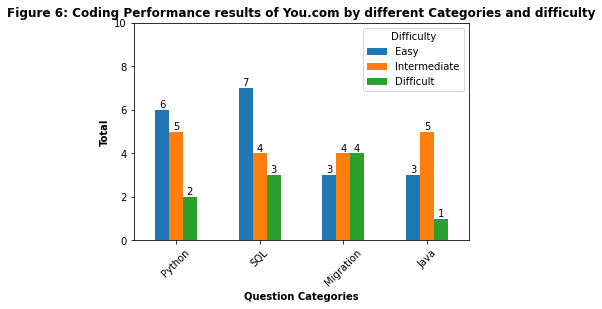 Figure 6: Coding Performance results of You.com by different Categories and difficulty
10
8
6
4
2
0
Total
Difficulty
Easy
Intermediate
Difficult
6
5
2
7
4
3
3
4
4
3
5
1
Python
SQL
Migration
Java
Question Categories